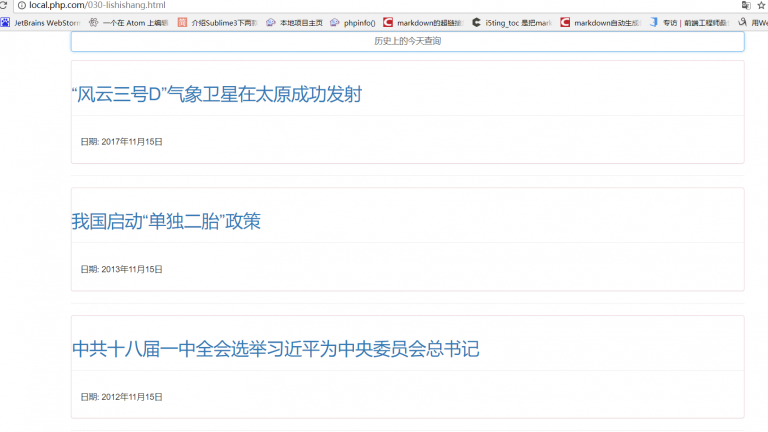 local.php.com/030-lishishang.html
JetBrains WebStorm 一个在 Atom 上编 介绍Sublime3下两款 本地项目主页 phpinfo() markdown的超链接 i5ting_toc 是把mark markdown自动生成 专访 | 前端工程师 用We
历史上的今天查询
“风云三号D”气象卫星在太原成功发射
日期: 2017年11月15日
我国启动“单独二胎”政策
日期: 2013年11月15日
中共十八届一中全会选举习近平为中央委员会总书记
日期: 2012年11月15日